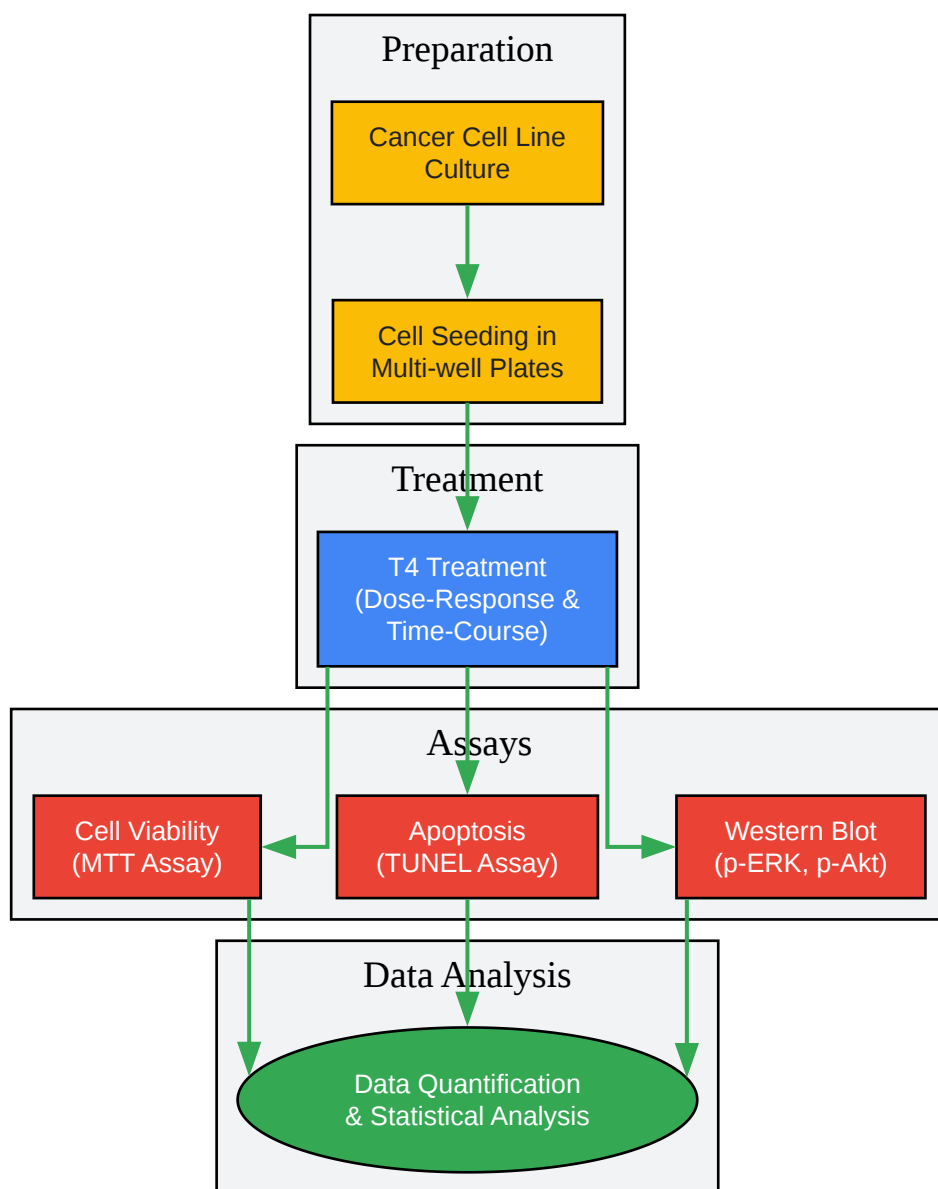 Preparation
Cancer Cell Line
Culture
Cell Seeding in
Multi-well Plates
Treatment
T4 Treatment
(Dose-Response &
Time-Course)
Assays
Cell Viability
(MTT Assay)
Apoptosis
(TUNEL Assay)
Western Blot
(p-ERK, p-Akt)
Data Analysis
Data Quantification
& Statistical Analysis